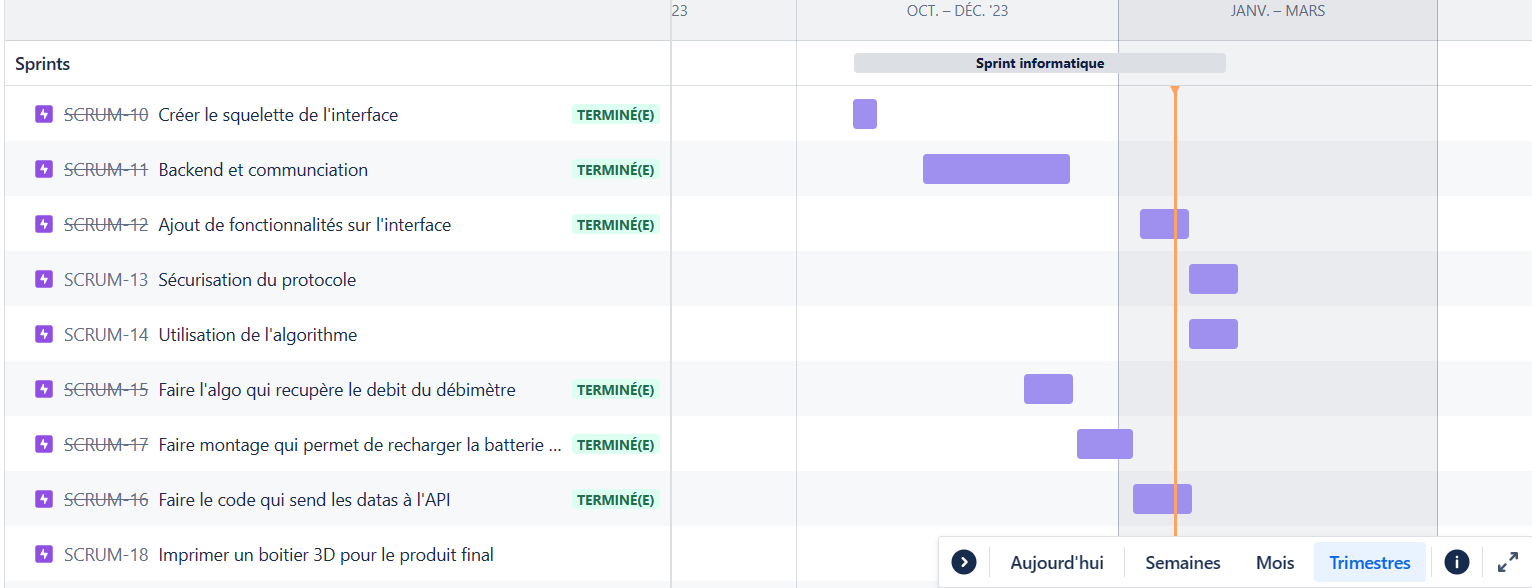 23 OCT. – DÉC. '23 JANV. – MARS
Sprints Sprint informatique
SCRUM-10 Créer le squelette de l'interface TERMINÉ(E)
SCRUM-11 Backend et communciation TERMINÉ(E)
SCRUM-12 Ajout de fonctionnalités sur l'interface TERMINÉ(E)
SCRUM-13 Sécurisation du protocole
SCRUM-14 Utilisation de l'algorithme
SCRUM-15 Faire l'algo qui recupère le debit du débimètre TERMINÉ(E)
SCRUM-17 Faire montage qui permet de recharger la batterie ... TERMINÉ(E)
SCRUM-16 Faire le code qui send les datas à l'API TERMINÉ(E)
SCRUM-18 Imprimer un boitier 3D pour le produit final
Aujourd'hui Semaines Mois Trimestres